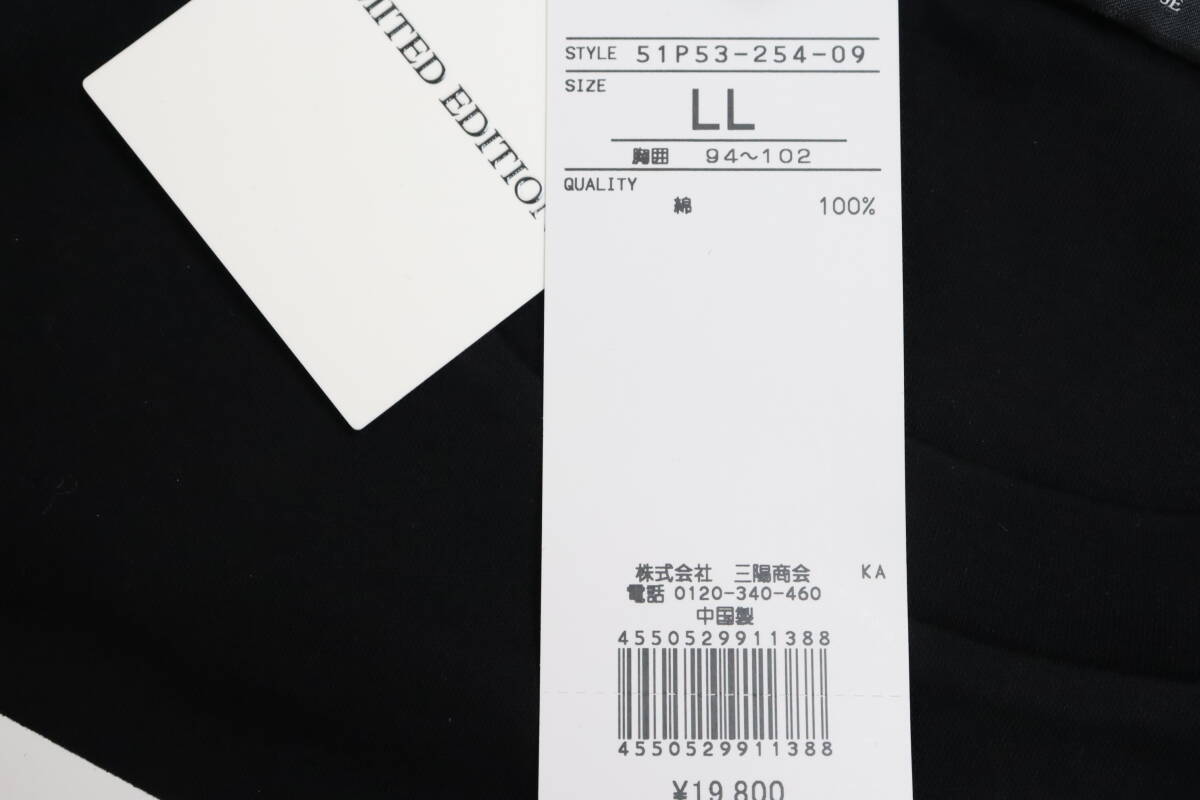 LIMITED EDITION
STYLE 51P53-254-09
SIZE
LL
胸囲 94~102
QUALITY
綿 100%
株式会社 三陽商会 KA
電話 0120-340-460
中国製
4550529911388
4550529911388
¥19,800